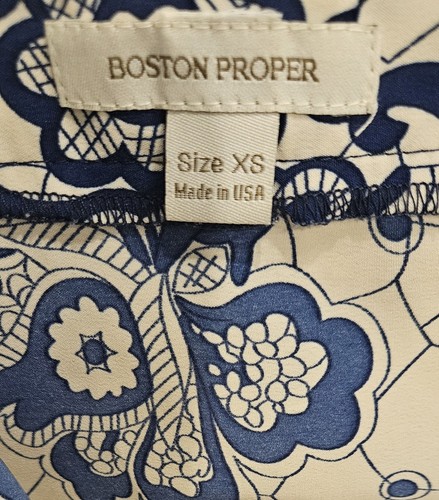 BOSTON PROPER
Size XS
Made in USA